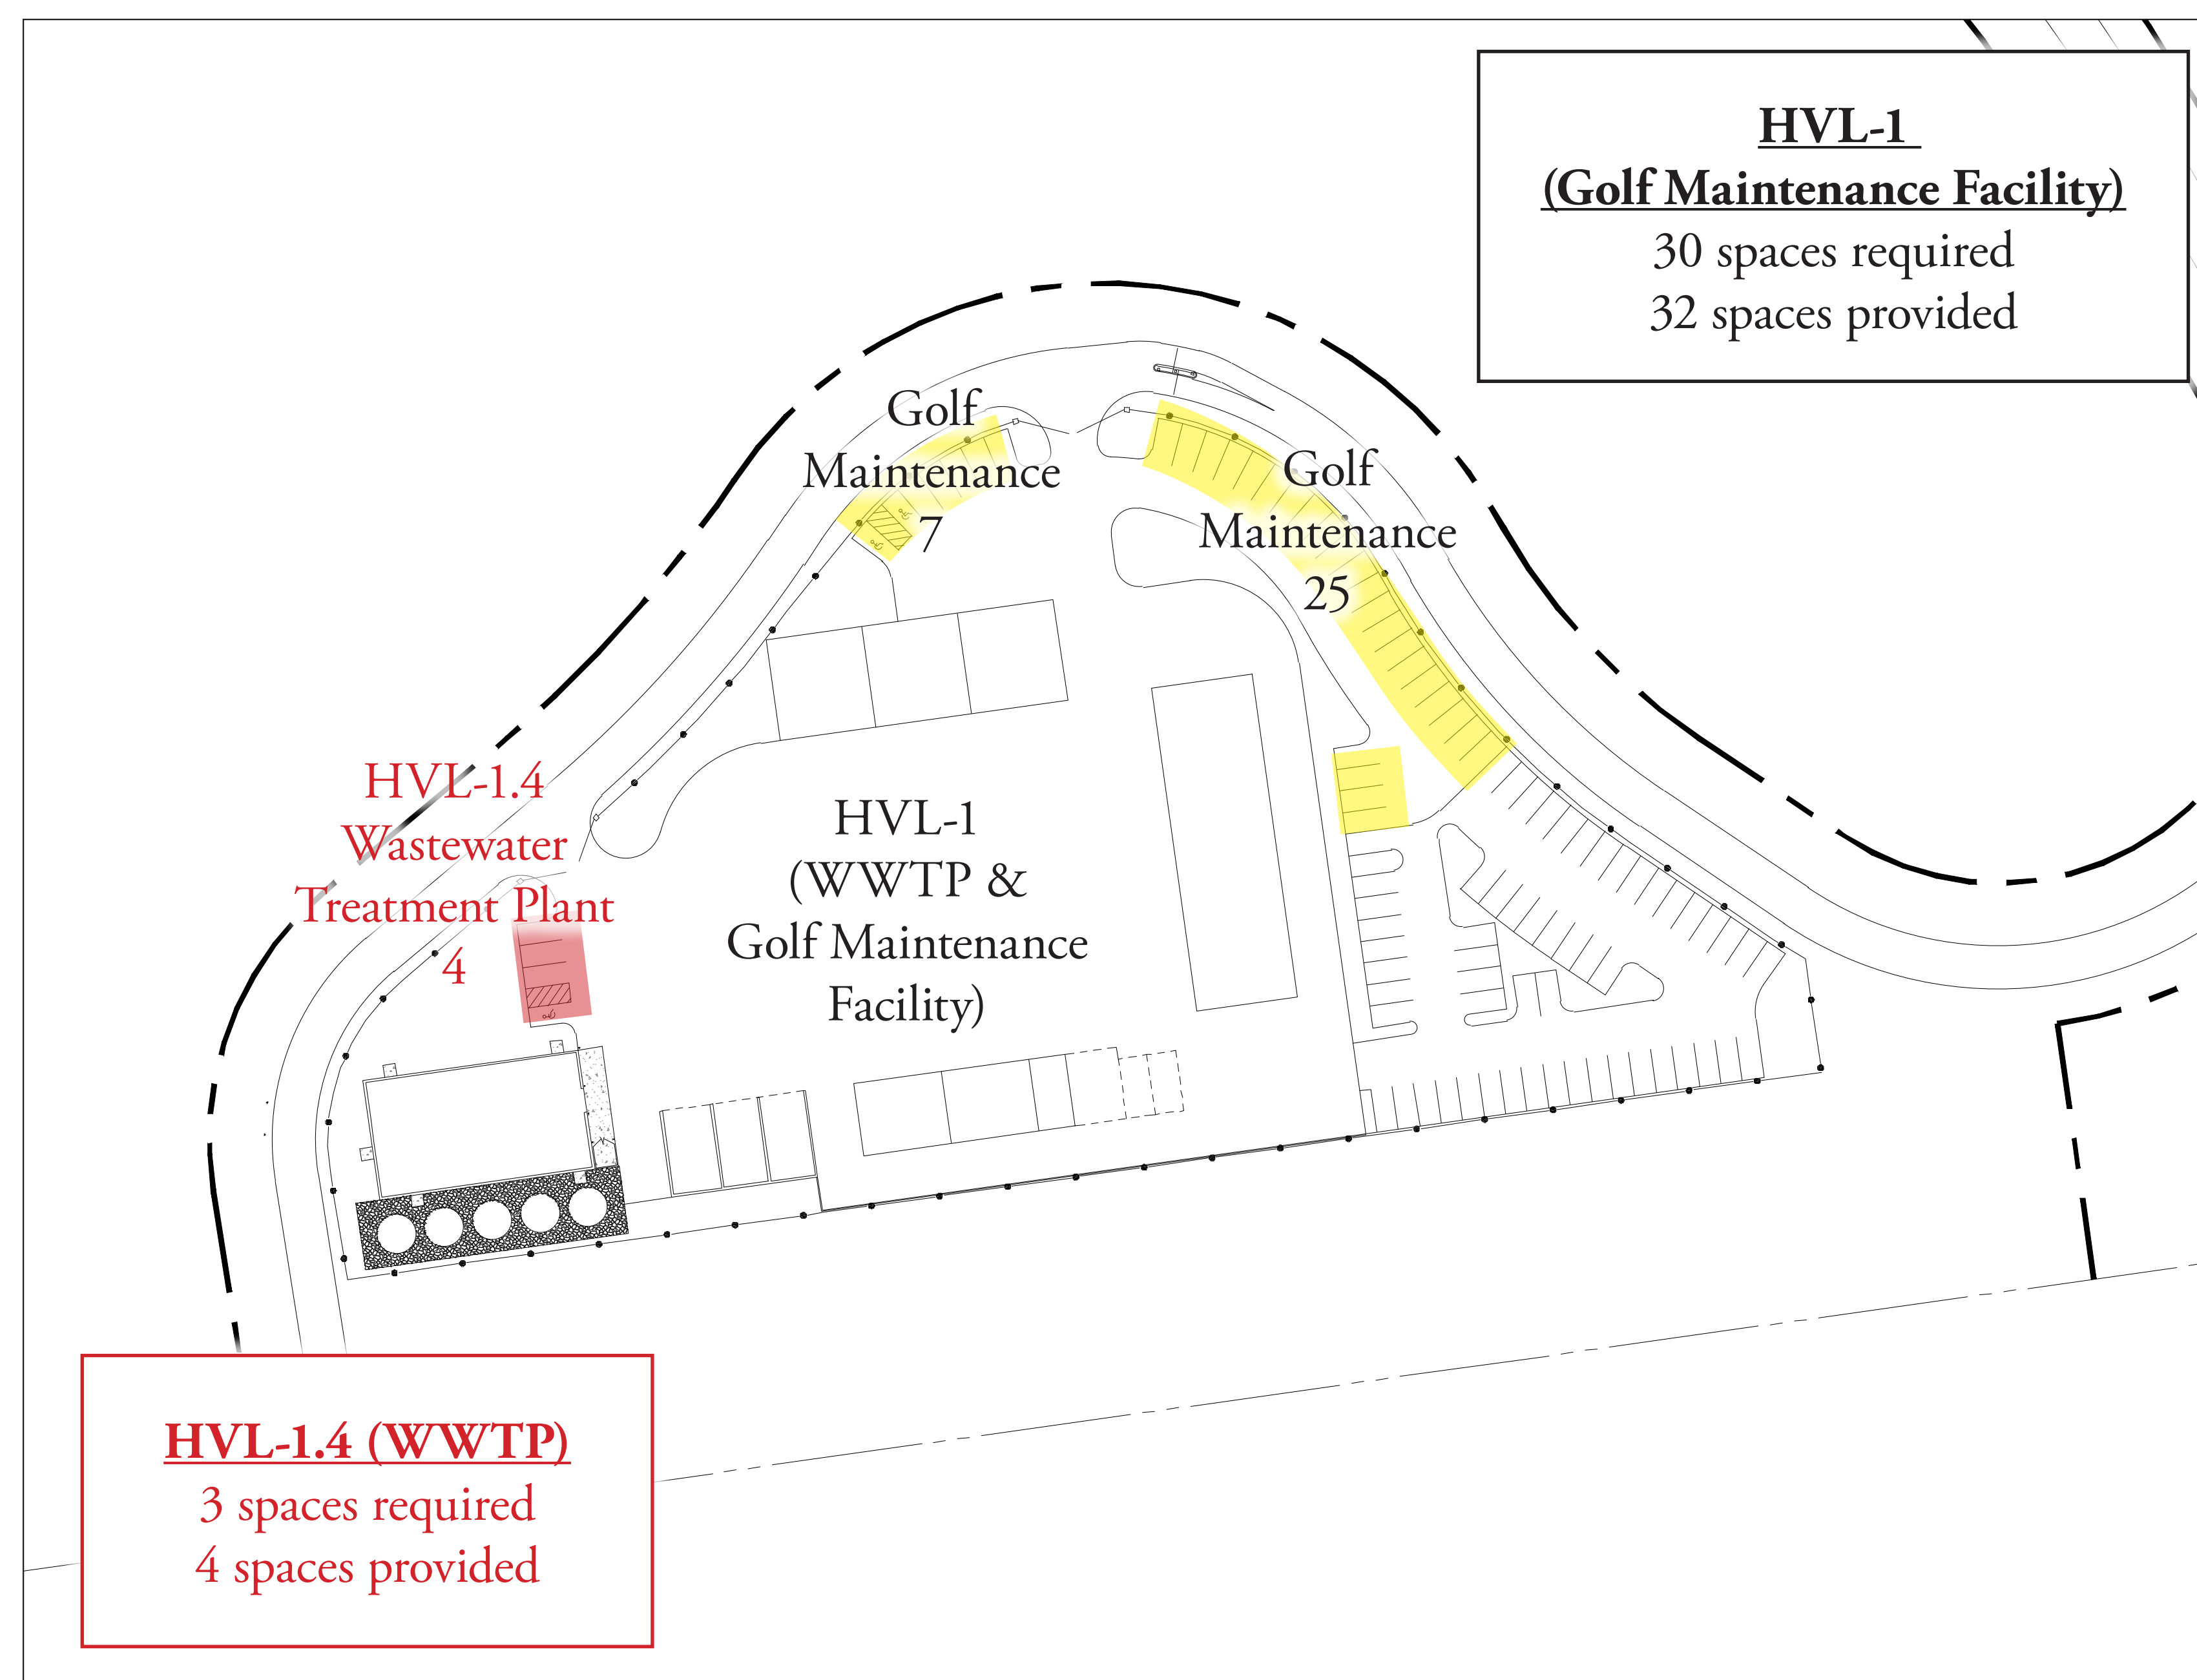 HVL-1
(Golf Maintenance Facility)
30 spaces required
32 spaces provided
Golf
Maintenance
7
Golf
Maintenance
25
HVL-1.4
Wastewater
Treatment Plant
4
HVL-1
(WWTP &
Golf Maintenance
Facility)
HVL-1.4 (WWTP)
3 spaces required
4 spaces provided